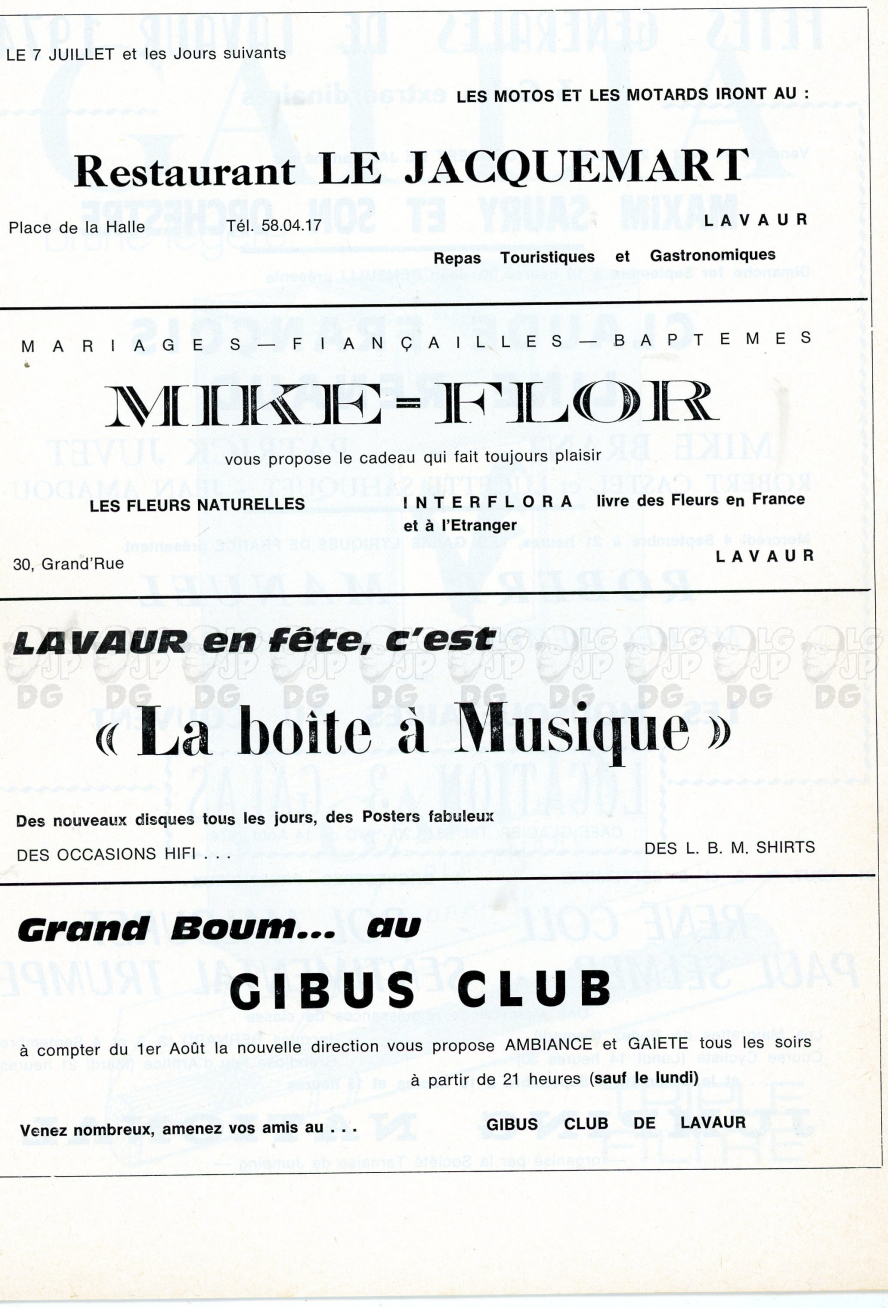 LE 7 JUILLET et les Jours suivants
LES MOTOS ET LES MOTARDS IRONT AU :
Restaurant LE JACQUEMART
Place de la Halle Tél. 58.04.17 LAVAUR
Repas Touristiques et Gastronomiques
MARIAGES — FIANÇAILLES — BAPTEMES
MIKE-FLOR
vous propose le cadeau qui fait toujours plaisir
LES FLEURS NATURELLES INTERFLORA livre des Fleurs en France
et à l'Etranger
30, Grand'Rue LAVAUR
LAVAUR en fête, c'est
« La boîte à Musique »
Des nouveaux disques tous les jours, des Posters fabuleux
DES OCCASIONS HIFI . . . DES L. B. M. SHIRTS
Grand Boum... au
GIBUS CLUB
à compter du 1er Août la nouvelle direction vous propose AMBIANCE et GAIETE tous les soirs
à partir de 21 heures (sauf le lundi)
Venez nombreux, amenez vos amis au . . . GIBUS CLUB DE LAVAUR